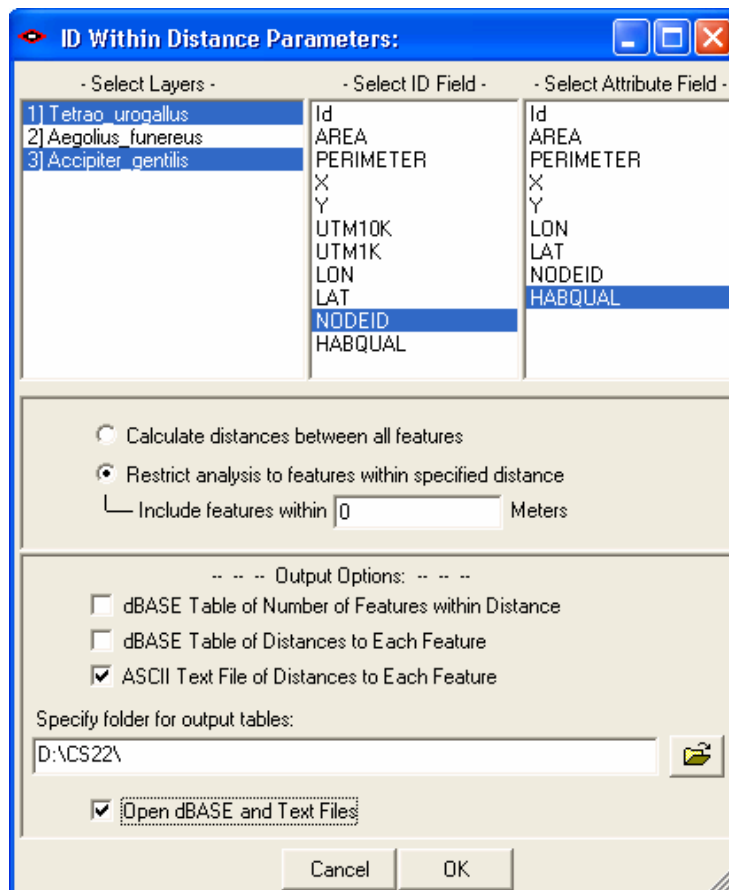 ID Within Distance Parameters:
- Select Layers -
1] Tetrao_urogallus
2] Aegolius_funereus
3] Accipiter_gentilis
- Select ID Field -
Id
AREA
PERIMETER
X
Y
UTM10K
UTM1K
LON
LAT
NODEID
HABQUAL
- Select Attribute Field -
Id
AREA
PERIMETER
X
Y
LON
LAT
NODEID
HABQUAL
Calculate distances between all features
Restrict analysis to features within specified distance
Include features within 0 Meters
-- -- -- Output Options: -- -- --
dBASE Table of Number of Features within Distance
dBASE Table of Distances to Each Feature
ASCII Text File of Distances to Each Feature
Specify folder for output tables:
D:\CS22\
Open dBASE and Text Files
Cancel OK